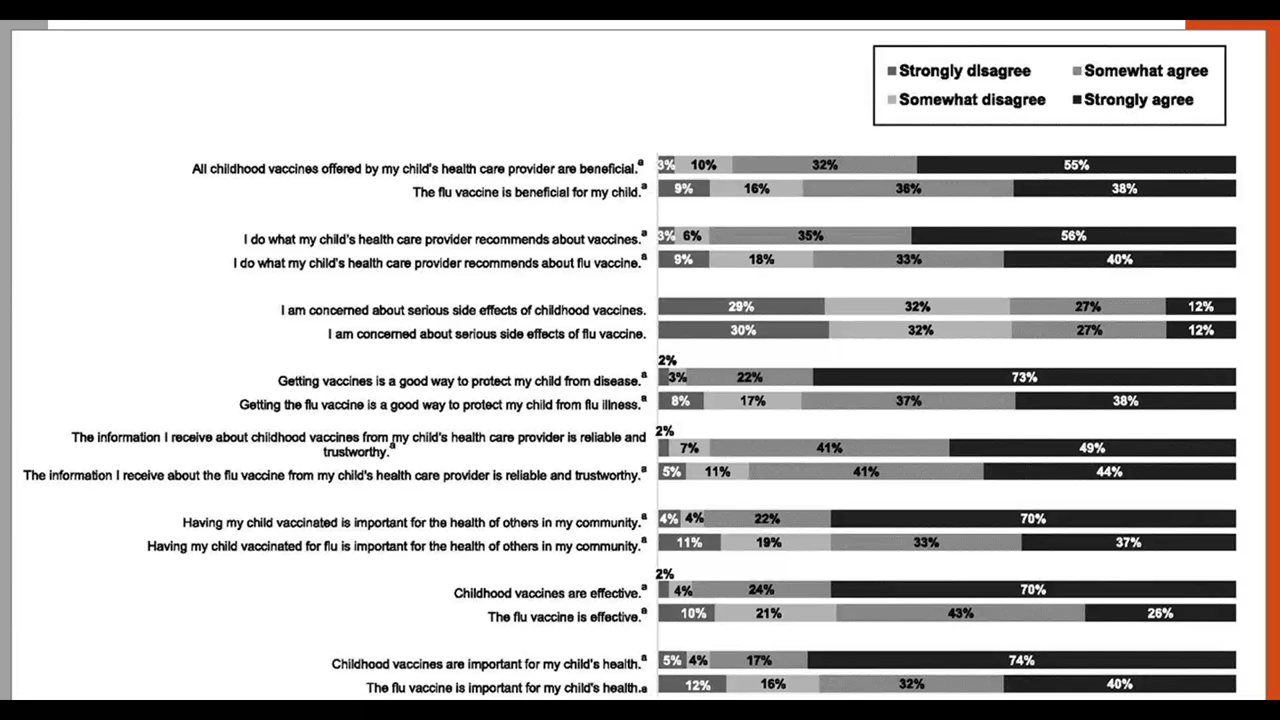 Strongly disagree Somewhat agree
Somewhat disagree Strongly agree
All childhood vaccines offered by my child's health care provider are beneficial.a 3% 10% 32% 55%
The flu vaccine is beneficial for my child.a 9% 16% 36% 38%
I do what my child's health care provider recommends about vaccines.a 3% 6% 35% 56%
I do what my child's health care provider recommends about flu vaccine.a 9% 18% 33% 40%
I am concerned about serious side effects of childhood vaccines. 29% 32% 27% 12%
I am concerned about serious side effects of flu vaccine. 30% 32% 27% 12%
2%
Getting vaccines is a good way to protect my child from disease.a 3% 22% 73%
Getting the flu vaccine is a good way to protect my child from flu illness.a 8% 17% 37% 38%
2%
The information I receive about childhood vaccines from my child's health care provider is reliable and
trustworthy.a 7% 41% 49%
The information I receive about the flu vaccine from my child's health care provider is reliable and trustworthy.a 5% 11% 41% 44%
Having my child vaccinated is important for the health of others in my community.a 4% 4% 22% 70%
Having my child vaccinated for flu is important for the health of others in my community.a 11% 19% 33% 37%
2%
Childhood vaccines are effective.a 4% 24% 70%
The flu vaccine is effective.a 10% 21% 43% 26%
Childhood vaccines are important for my child's health.a 5% 4% 17% 74%
The flu vaccine is important for my child's health.a 12% 16% 32% 40%